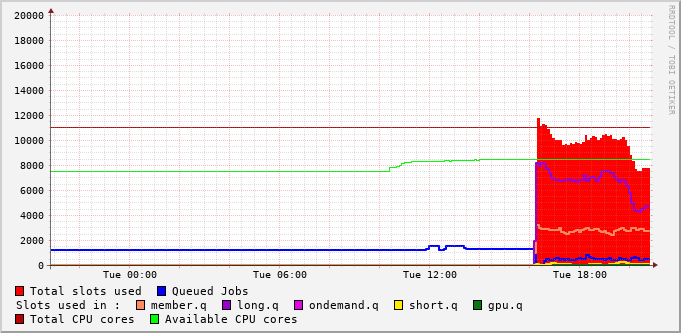 RRDTOOL / TOBI OETIKER
20000
18000
16000
14000
12000
10000
8000
6000
4000
2000
0
Tue 00:00 Tue 06:00 Tue 12:00 Tue 18:00
Total slots used Queued Jobs
Slots used in : member.q long.q ondemand.q short.q gpu.q
Total CPU cores Available CPU cores